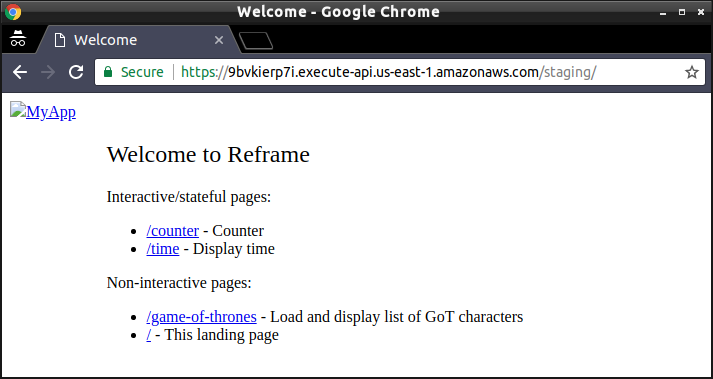 Welcome - Google Chrome
Welcome
Secure https://9bvkierp7i.execute-api.us-east-1.amazonaws.com/staging/
MyApp
Welcome to Reframe
Interactive/stateful pages:
/counter - Counter
/time - Display time
Non-interactive pages:
/game-of-thrones - Load and display list of GoT characters
/ - This landing page